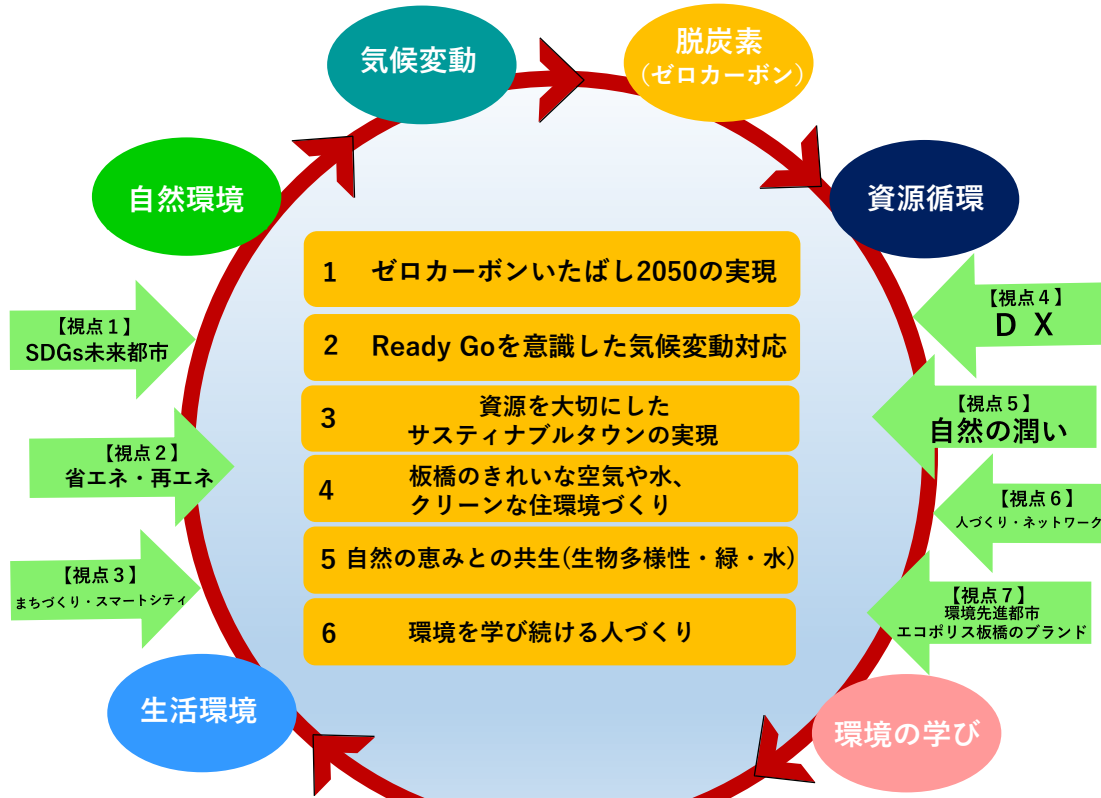 気候変動
脱炭素
（ゼロカーボン）
自然環境
資源循環
1 ゼロカーボンいたばし2050の実現
2 Ready Goを意識した気候変動対応
3 資源を大切にした
サスティナブルタウンの実現
4 板橋のきれいな空気や水、
クリーンな住環境づくり
5 自然の恵みとの共生(生物多様性・緑・水)
6 環境を学び続ける人づくり
【視点１】
SDGs未来都市
【視点２】
省エネ・再エネ
【視点３】
まちづくり・スマートシティ
【視点４】
Ｄ Ｘ
【視点５】
自然の潤い
【視点６】
人づくり・ネットワーク
【視点７】
環境先進都市
エコポリス板橋のブランド
生活環境
環境の学び